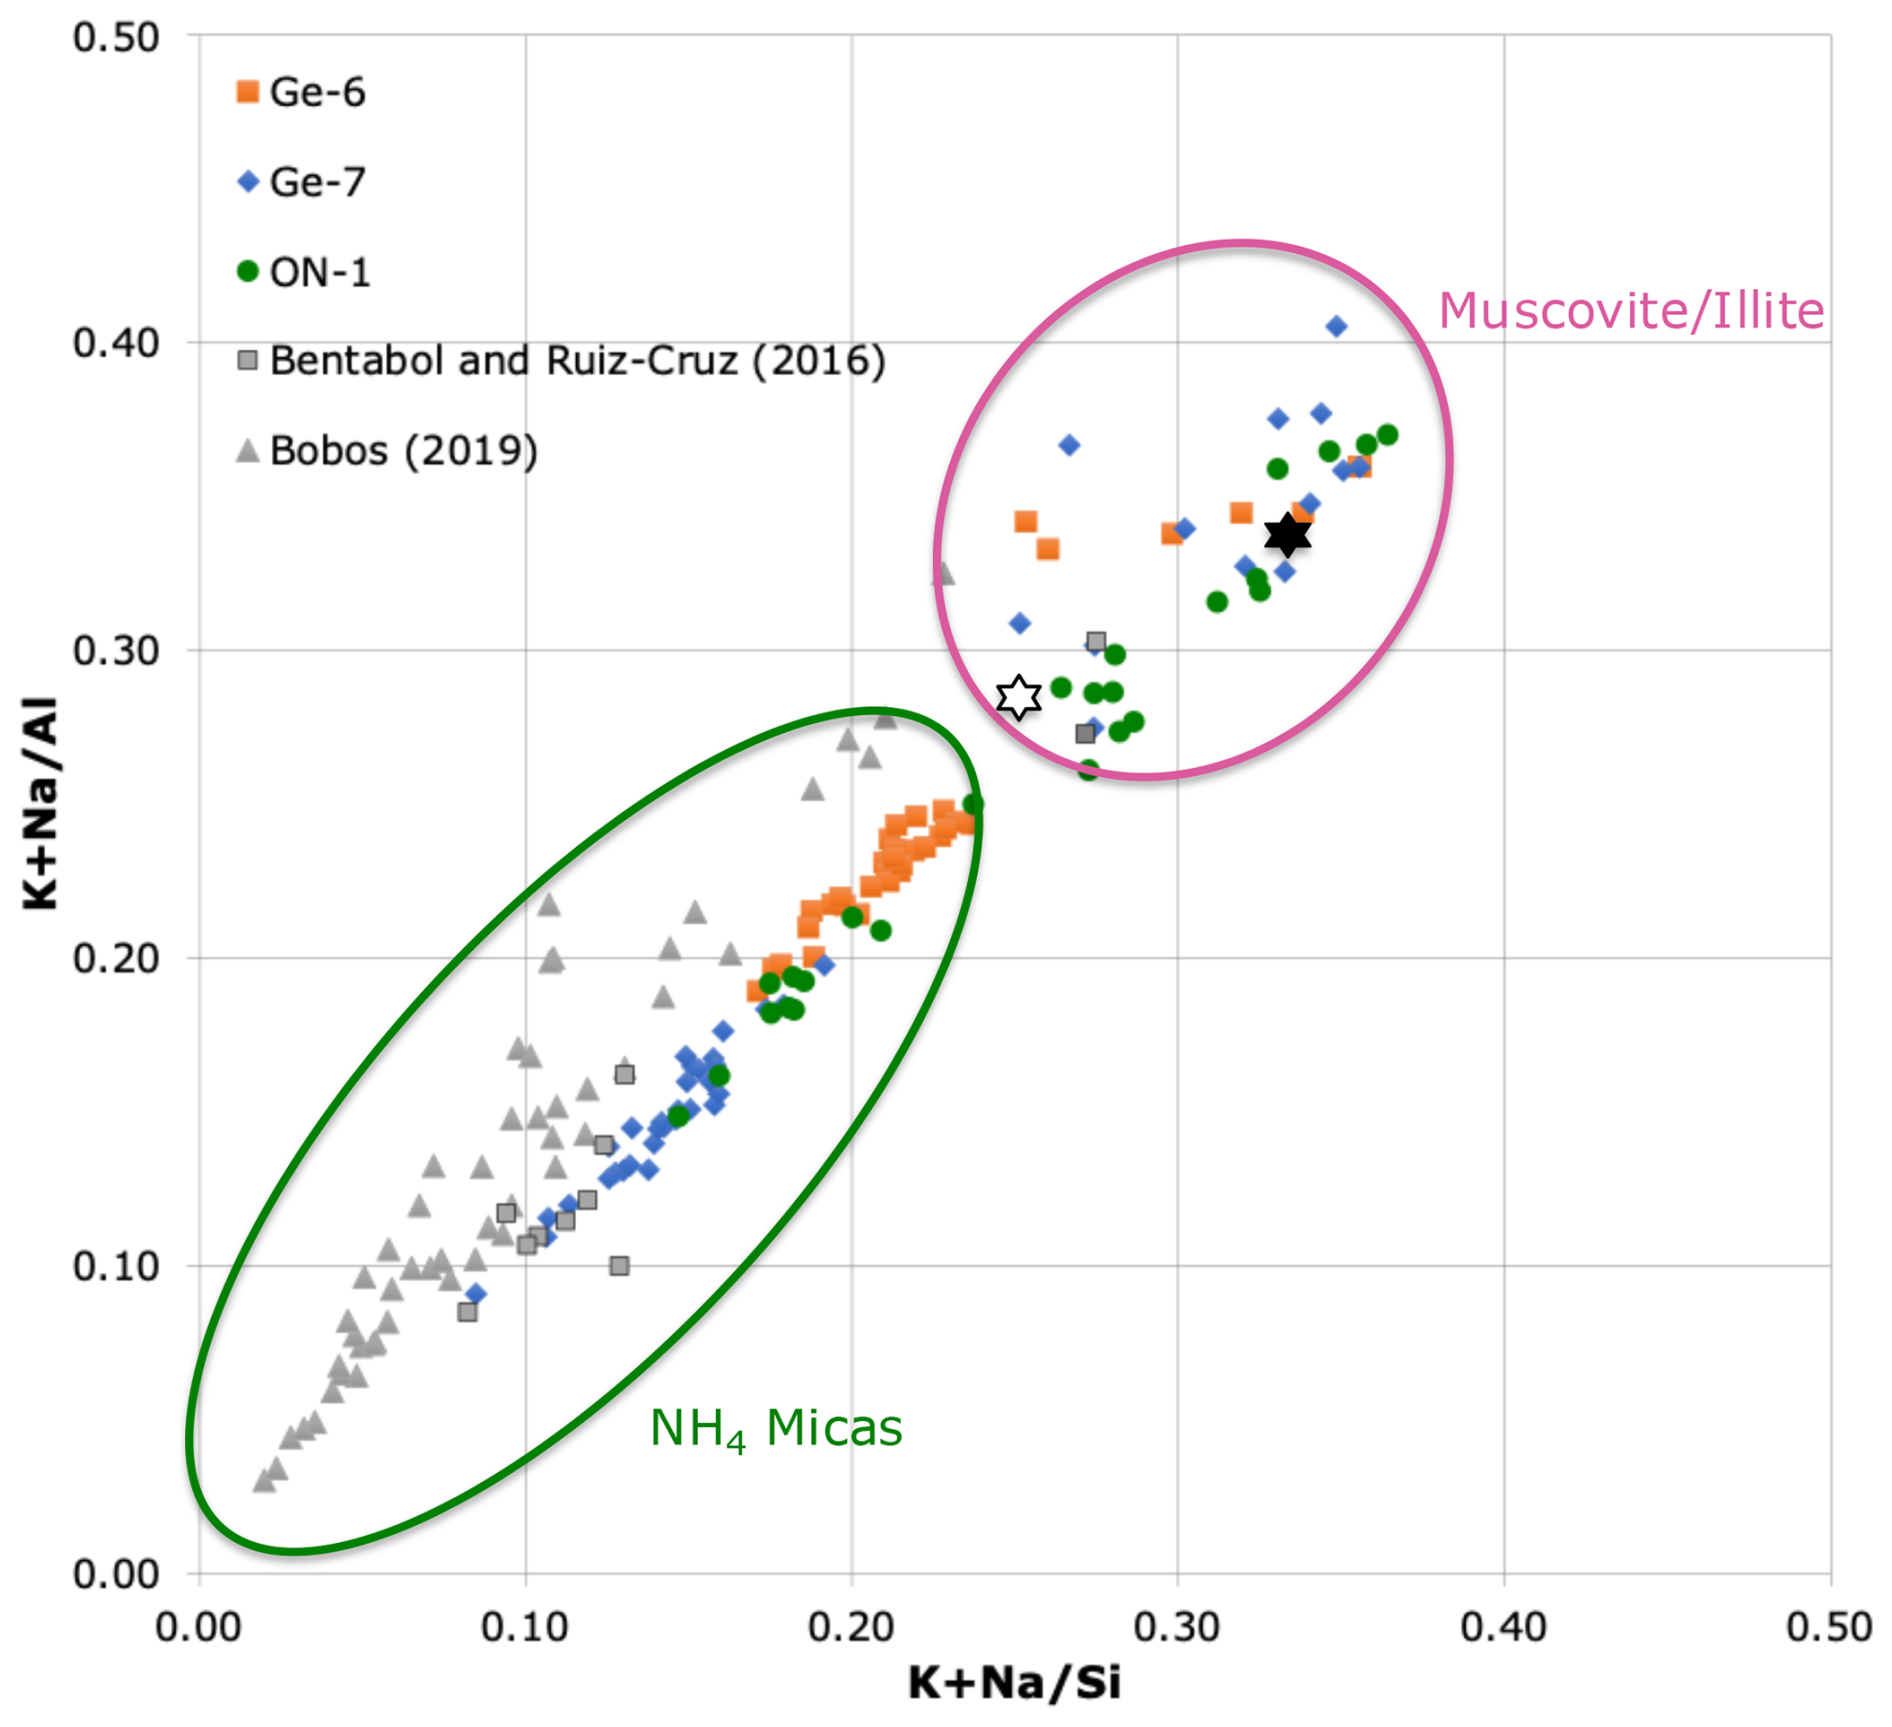 0.50
Ge-6
Ge-7
ON-1
Muscovite/Illite
0.40
Bentabol and Ruiz-Cruz (2016)
Bobos (2019)
0.30
K+Na/Al
0.20
0.10
NH₄ Micas
0.00
0.00 0.10 0.20 0.30 0.40 0.50
K+Na/Si